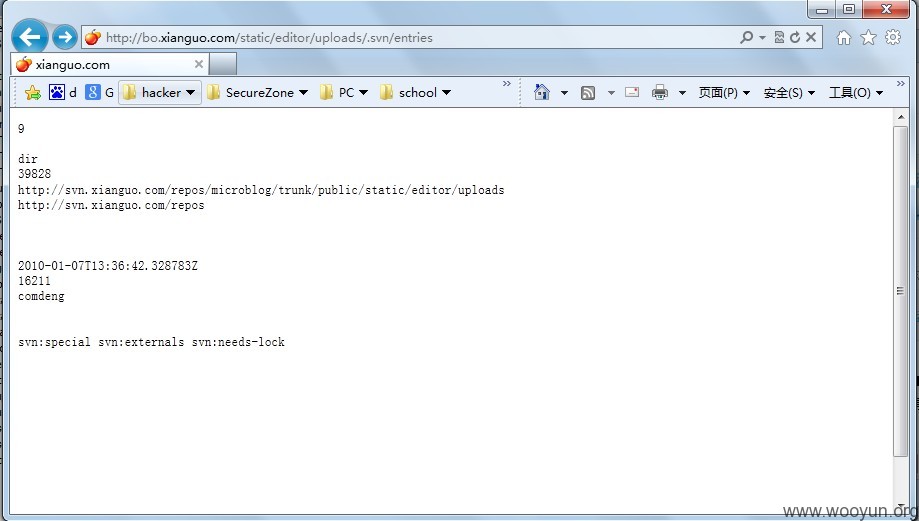 http://bo.xianguo.com/static/editor/uploads/.svn/entries
xianguo.com
d G hacker SecureZone PC school 页面(P) 安全(S) 工具(O)
9
dir
39828
http://svn.xianguo.com/repos/microblog/trunk/public/static/editor/uploads
http://svn.xianguo.com/repos
2010-01-07T13:36:42.328783Z
16211
comdeng
svn:special svn:externals svn:needs-lock
www.wooyun.org